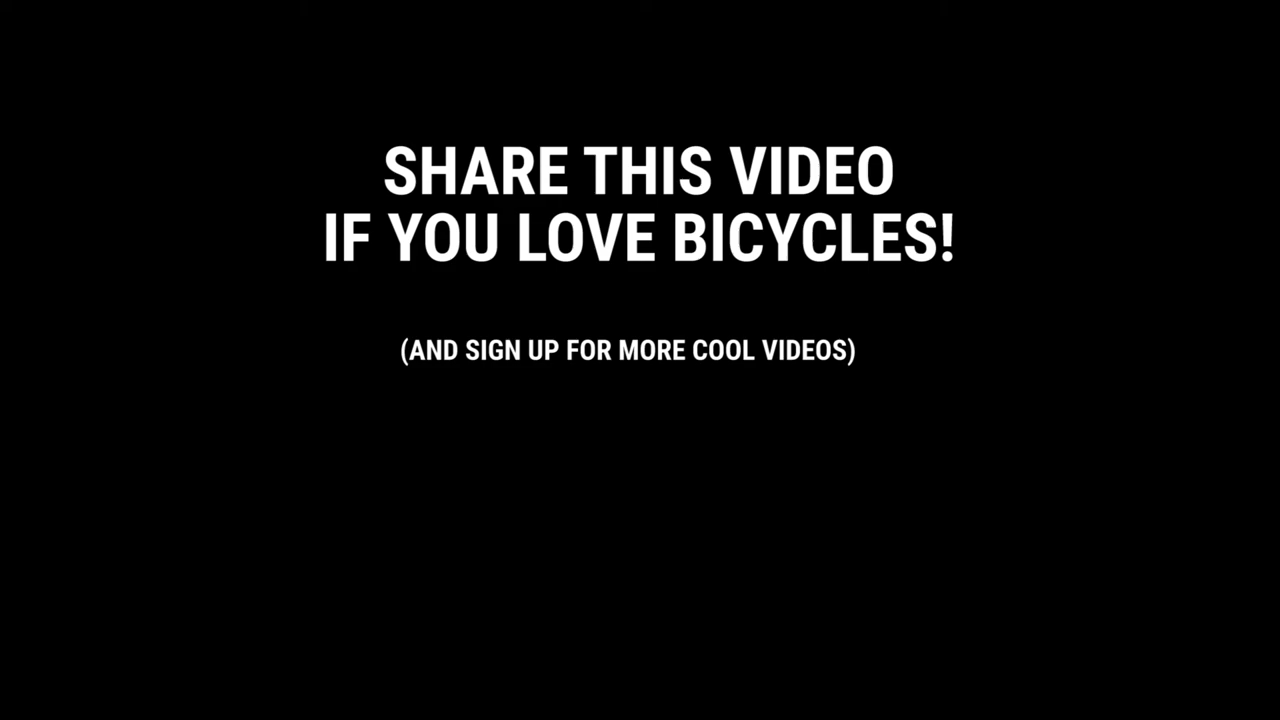 SHARE THIS VIDEO
IF YOU LOVE BICYCLES!
(AND SIGN UP FOR MORE COOL VIDEOS)